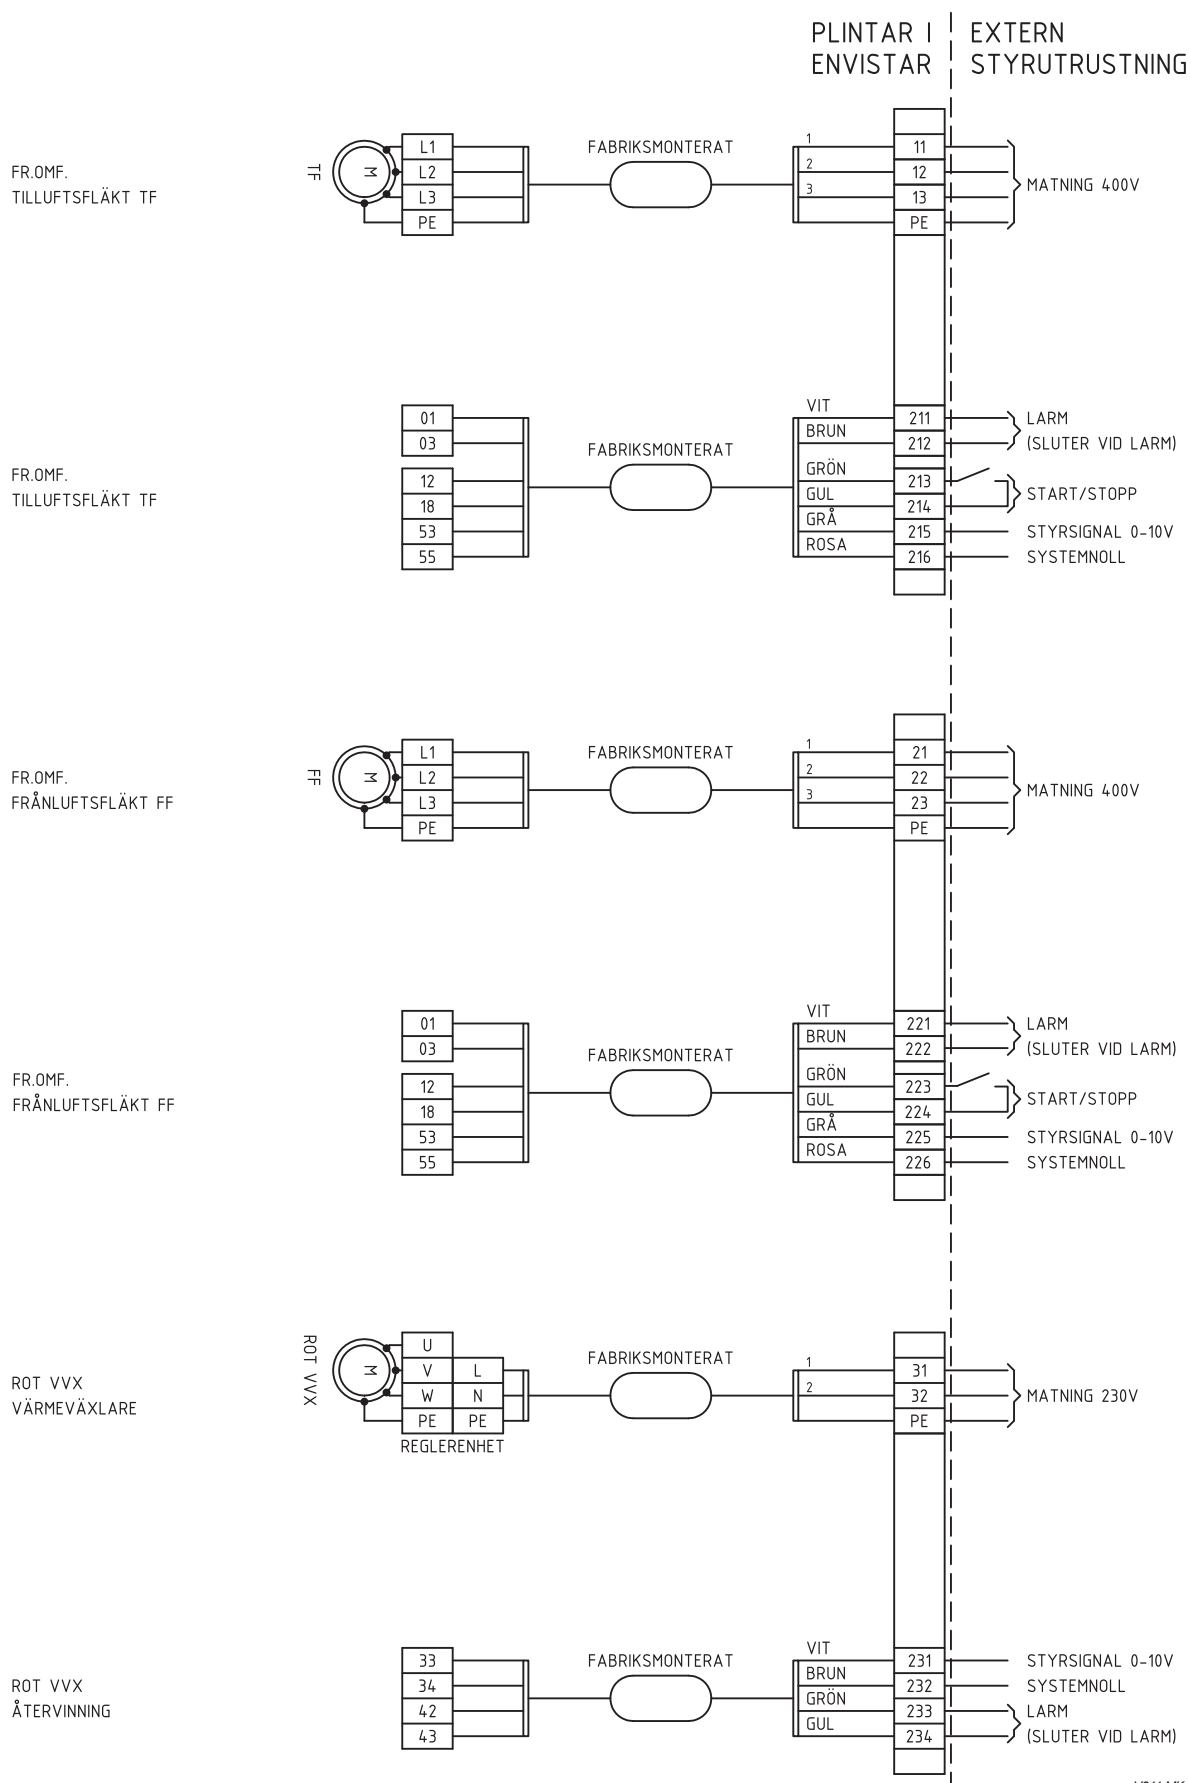 PLINTAR I
ENVISTAR
EXTERN
STYRUTRUSTNING
FR.OMF.
TILLUFTSFLÄKT TF
TF
M
L1
L2
L3
PE
FABRIKSMONTERAT
1
2
3
11
12
13
PE
MATNING 400V
FR.OMF.
TILLUFTSFLÄKT TF
01
03
12
18
53
55
FABRIKSMONTERAT
VIT
BRUN
GRÖN
GUL
GRÅ
ROSA
211
212
213
214
215
216
LARM
(SLUTER VID LARM)
START/STOPP
STYRSIGNAL 0-10V
SYSTEMNOLL
FR.OMF.
FRÅNLUFTSFLÄKT FF
FF
M
L1
L2
L3
PE
FABRIKSMONTERAT
1
2
3
21
22
23
PE
MATNING 400V
FR.OMF.
FRÅNLUFTSFLÄKT FF
01
03
12
18
53
55
FABRIKSMONTERAT
VIT
BRUN
GRÖN
GUL
GRÅ
ROSA
221
222
223
224
225
226
LARM
(SLUTER VID LARM)
START/STOPP
STYRSIGNAL 0-10V
SYSTEMNOLL
ROT VVX
VÄRMEVÄXLARE
ROT VVX
M
U
V L
W N
PE PE
REGLERENHET
FABRIKSMONTERAT
1
2
31
32
PE
MATNING 230V
ROT VVX
ÅTERVINNING
33
34
42
43
FABRIKSMONTERAT
VIT
BRUN
GRÖN
GUL
231
232
233
234
STYRSIGNAL 0-10V
SYSTEMNOLL
LARM
(SLUTER VID LARM)